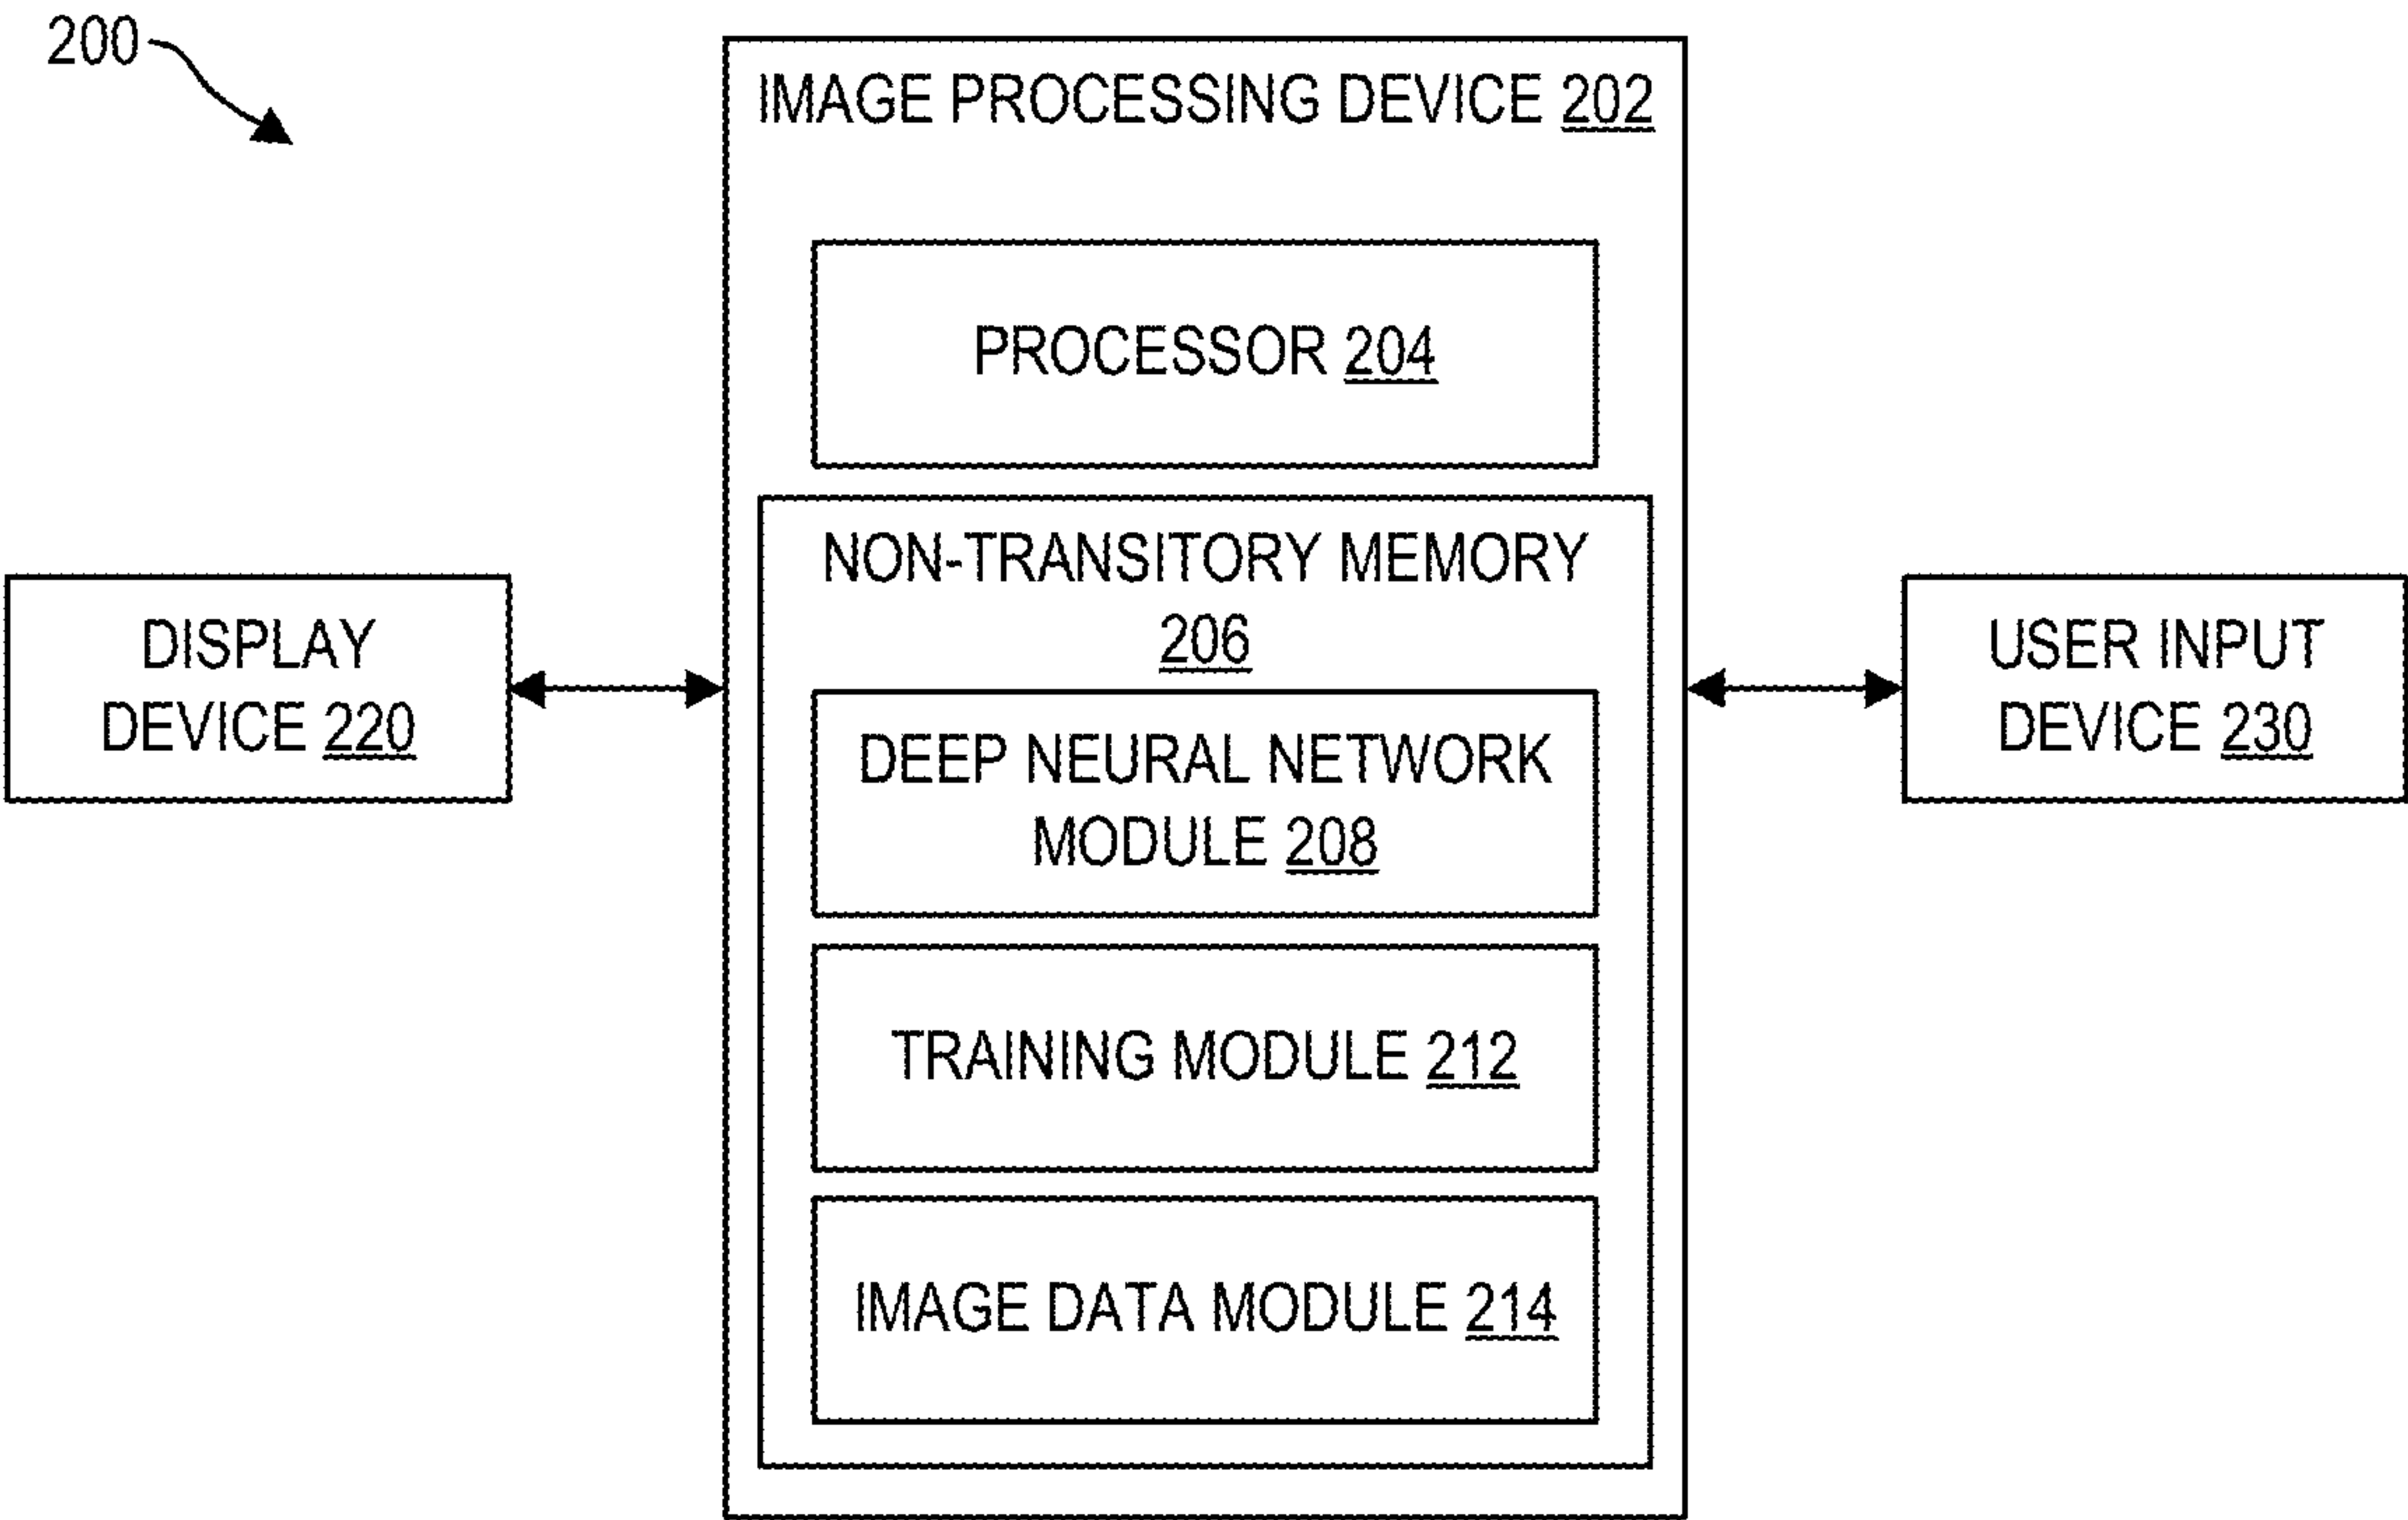 200
IMAGE PROCESSING DEVICE 202
PROCESSOR 204
NON-TRANSITORY MEMORY
206
DEEP NEURAL NETWORK
MODULE 208
TRAINING MODULE 212
IMAGE DATA MODULE 214
DISPLAY
DEVICE 220
USER INPUT
DEVICE 230